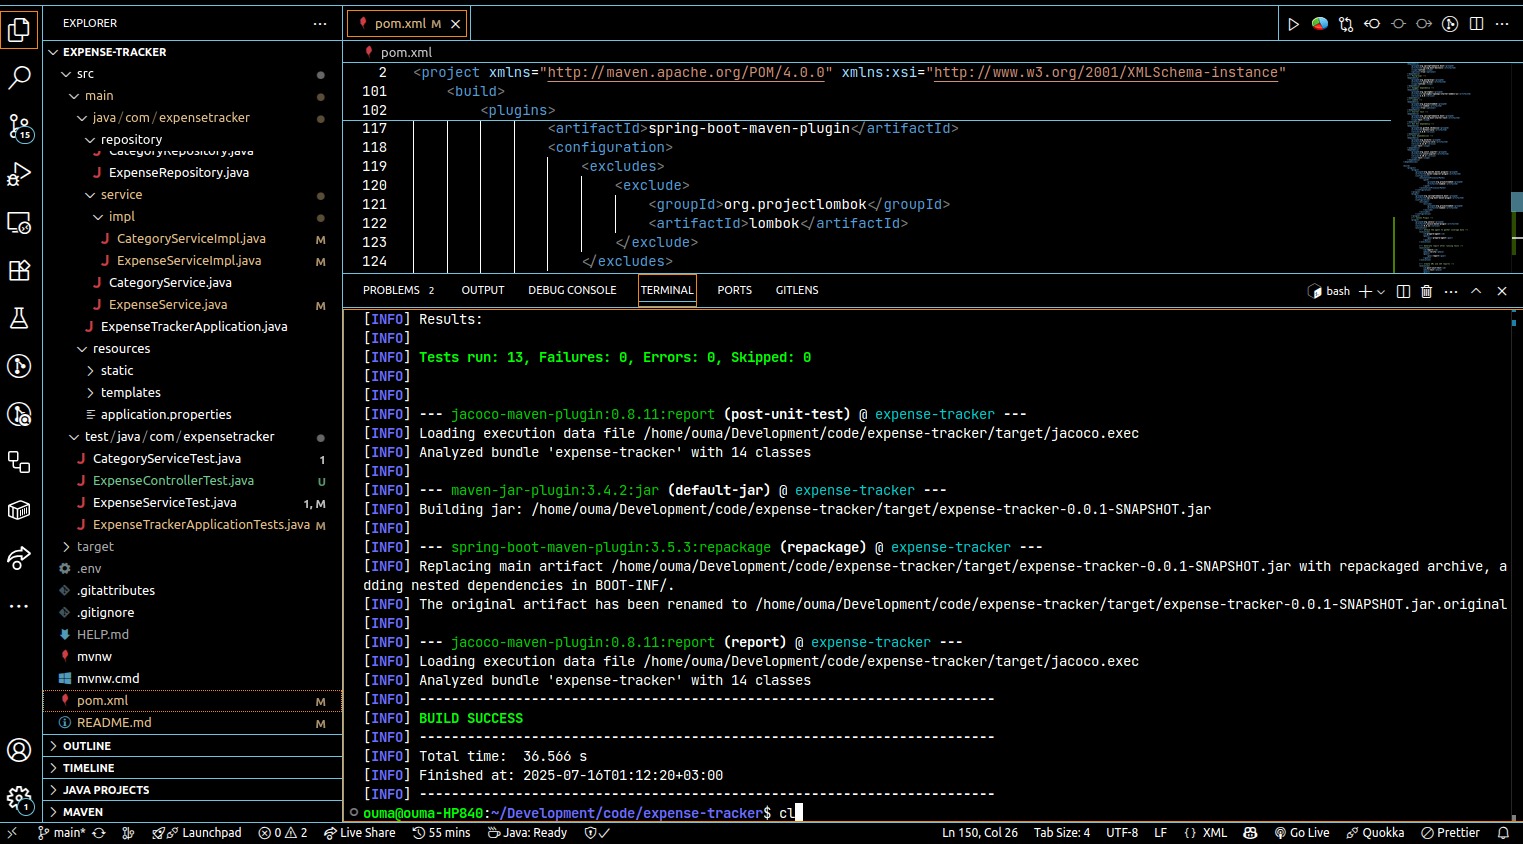 EXPLORER
EXPENSE-TRACKER
src
main
java/com/expensetracker
repository
CategoryRepository.java
ExpenseRepository.java
service
impl
CategoryServiceImpl.java M
ExpenseServiceImpl.java M
CategoryService.java
ExpenseService.java M
ExpenseTrackerApplication.java
resources
static
templates
application.properties
test/java/com/expensetracker
CategoryServiceTest.java 1
ExpenseControllerTest.java U
ExpenseServiceTest.java 1, M
ExpenseTrackerApplicationTests.java M
target
.env
.gitattributes
.gitignore
HELP.md
mvnw
mvnw.cmd
pom.xml M
README.md M
OUTLINE
TIMELINE
JAVA PROJECTS
MAVEN
15
1
pom.xml M
pom.xml
2 <project xmlns="http://maven.apache.org/POM/4.0.0" xmlns:xsi="http://www.w3.org/2001/XMLSchema-instance"
101 <build>
102 <plugins>
117 <artifactId>spring-boot-maven-plugin</artifactId>
118 <configuration>
119 <excludes>
120 <exclude>
121 <groupId>org.projectlombok</groupId>
122 <artifactId>lombok</artifactId>
123 </exclude>
124 </excludes>
PROBLEMS 2 OUTPUT DEBUG CONSOLE TERMINAL PORTS GITLENS bash
[INFO] Results:
[INFO]
[INFO] Tests run: 13, Failures: 0, Errors: 0, Skipped: 0
[INFO]
[INFO]
[INFO] --- jacoco-maven-plugin:0.8.11:report (post-unit-test) @ expense-tracker ---
[INFO] Loading execution data file /home/ouma/Development/code/expense-tracker/target/jacoco.exec
[INFO] Analyzed bundle 'expense-tracker' with 14 classes
[INFO]
[INFO] --- maven-jar-plugin:3.4.2:jar (default-jar) @ expense-tracker ---
[INFO] Building jar: /home/ouma/Development/code/expense-tracker/target/expense-tracker-0.0.1-SNAPSHOT.jar
[INFO]
[INFO] --- spring-boot-maven-plugin:3.5.3:repackage (repackage) @ expense-tracker ---
[INFO] Replacing main artifact /home/ouma/Development/code/expense-tracker/target/expense-tracker-0.0.1-SNAPSHOT.jar with repackaged archive, a
dding nested dependencies in BOOT-INF/.
[INFO] The original artifact has been renamed to /home/ouma/Development/code/expense-tracker/target/expense-tracker-0.0.1-SNAPSHOT.jar.original
[INFO]
[INFO] --- jacoco-maven-plugin:0.8.11:report (report) @ expense-tracker ---
[INFO] Loading execution data file /home/ouma/Development/code/expense-tracker/target/jacoco.exec
[INFO] Analyzed bundle 'expense-tracker' with 14 classes
[INFO] ------------------------------------------------------------------------
[INFO] BUILD SUCCESS
[INFO] ------------------------------------------------------------------------
[INFO] Total time:  36.566 s
[INFO] Finished at: 2025-07-16T01:12:20+03:00
[INFO] ------------------------------------------------------------------------
ouma@ouma-HP840:~/Development/code/expense-tracker$ cl
main* Launchpad 0 2 Live Share 55 mins Java: Ready Ln 150, Col 26 Tab Size: 4 UTF-8 LF {} XML Go Live Quokka Prettier